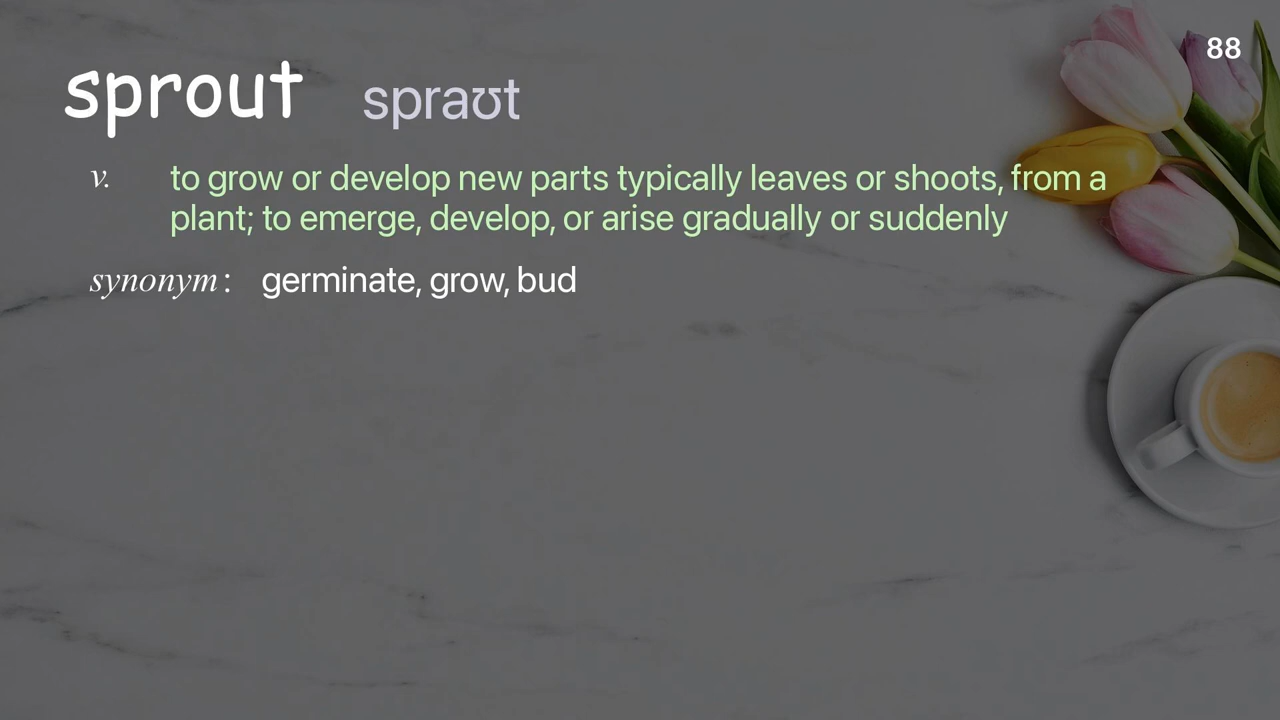 88
sprout spraʊt
v. to grow or develop new parts typically leaves or shoots, from a
plant; to emerge, develop, or arise gradually or suddenly
synonym: germinate, grow, bud